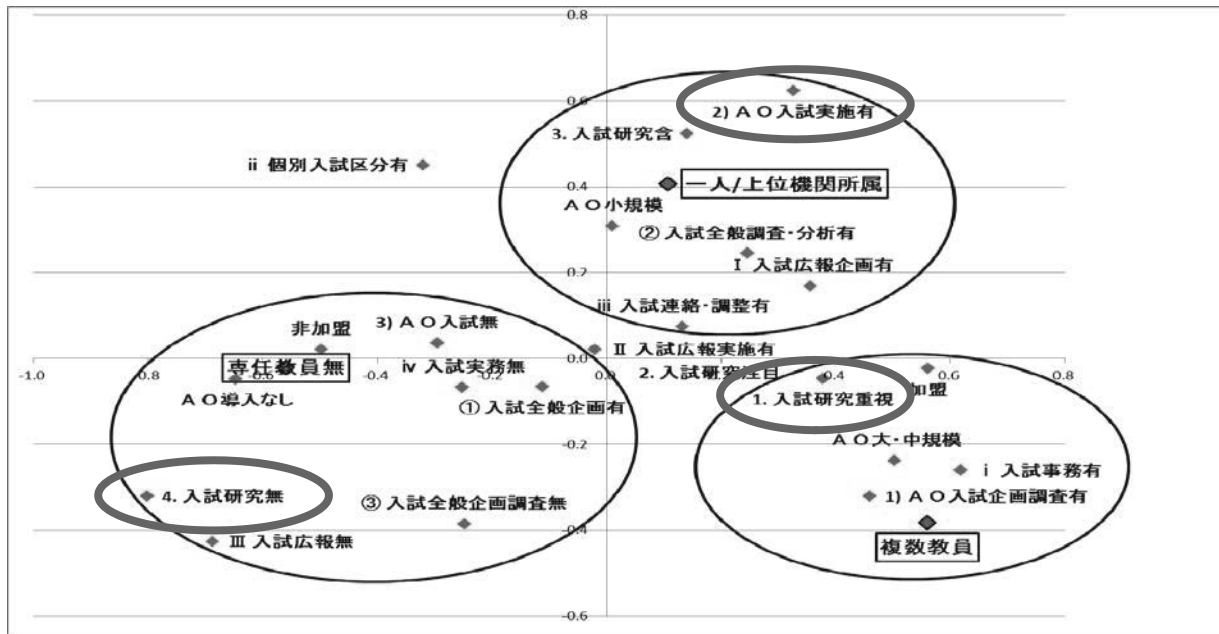 0.8
2) ＡＯ入試実施有
0.6
3. 入試研究含
ⅱ 個別入試区分有
一人/上位機関所属
0.4
ＡＯ小規模
② 入試全般調査・分析有
Ⅰ 入試広報企画有
0.2
ⅲ 入試連絡・調整有
非加盟
3) ＡＯ入試無
Ⅱ 入試広報実施有
専任教員無
ⅳ 入試実務無
0.0
2. 入試研究注目
-1.0
-0.8
-0.6
-0.4
-0.2
0.0
0.4
0.6
0.8
加盟
ＡＯ導入なし
① 入試全般企画有
1. 入試研究重視
-0.2
ＡＯ大・中規模
ⅰ 入試事務有
4. 入試研究無
③ 入試全般企画調査無
1) ＡＯ入試企画調査有
-0.4
Ⅲ 入試広報無
複数教員
-0.6